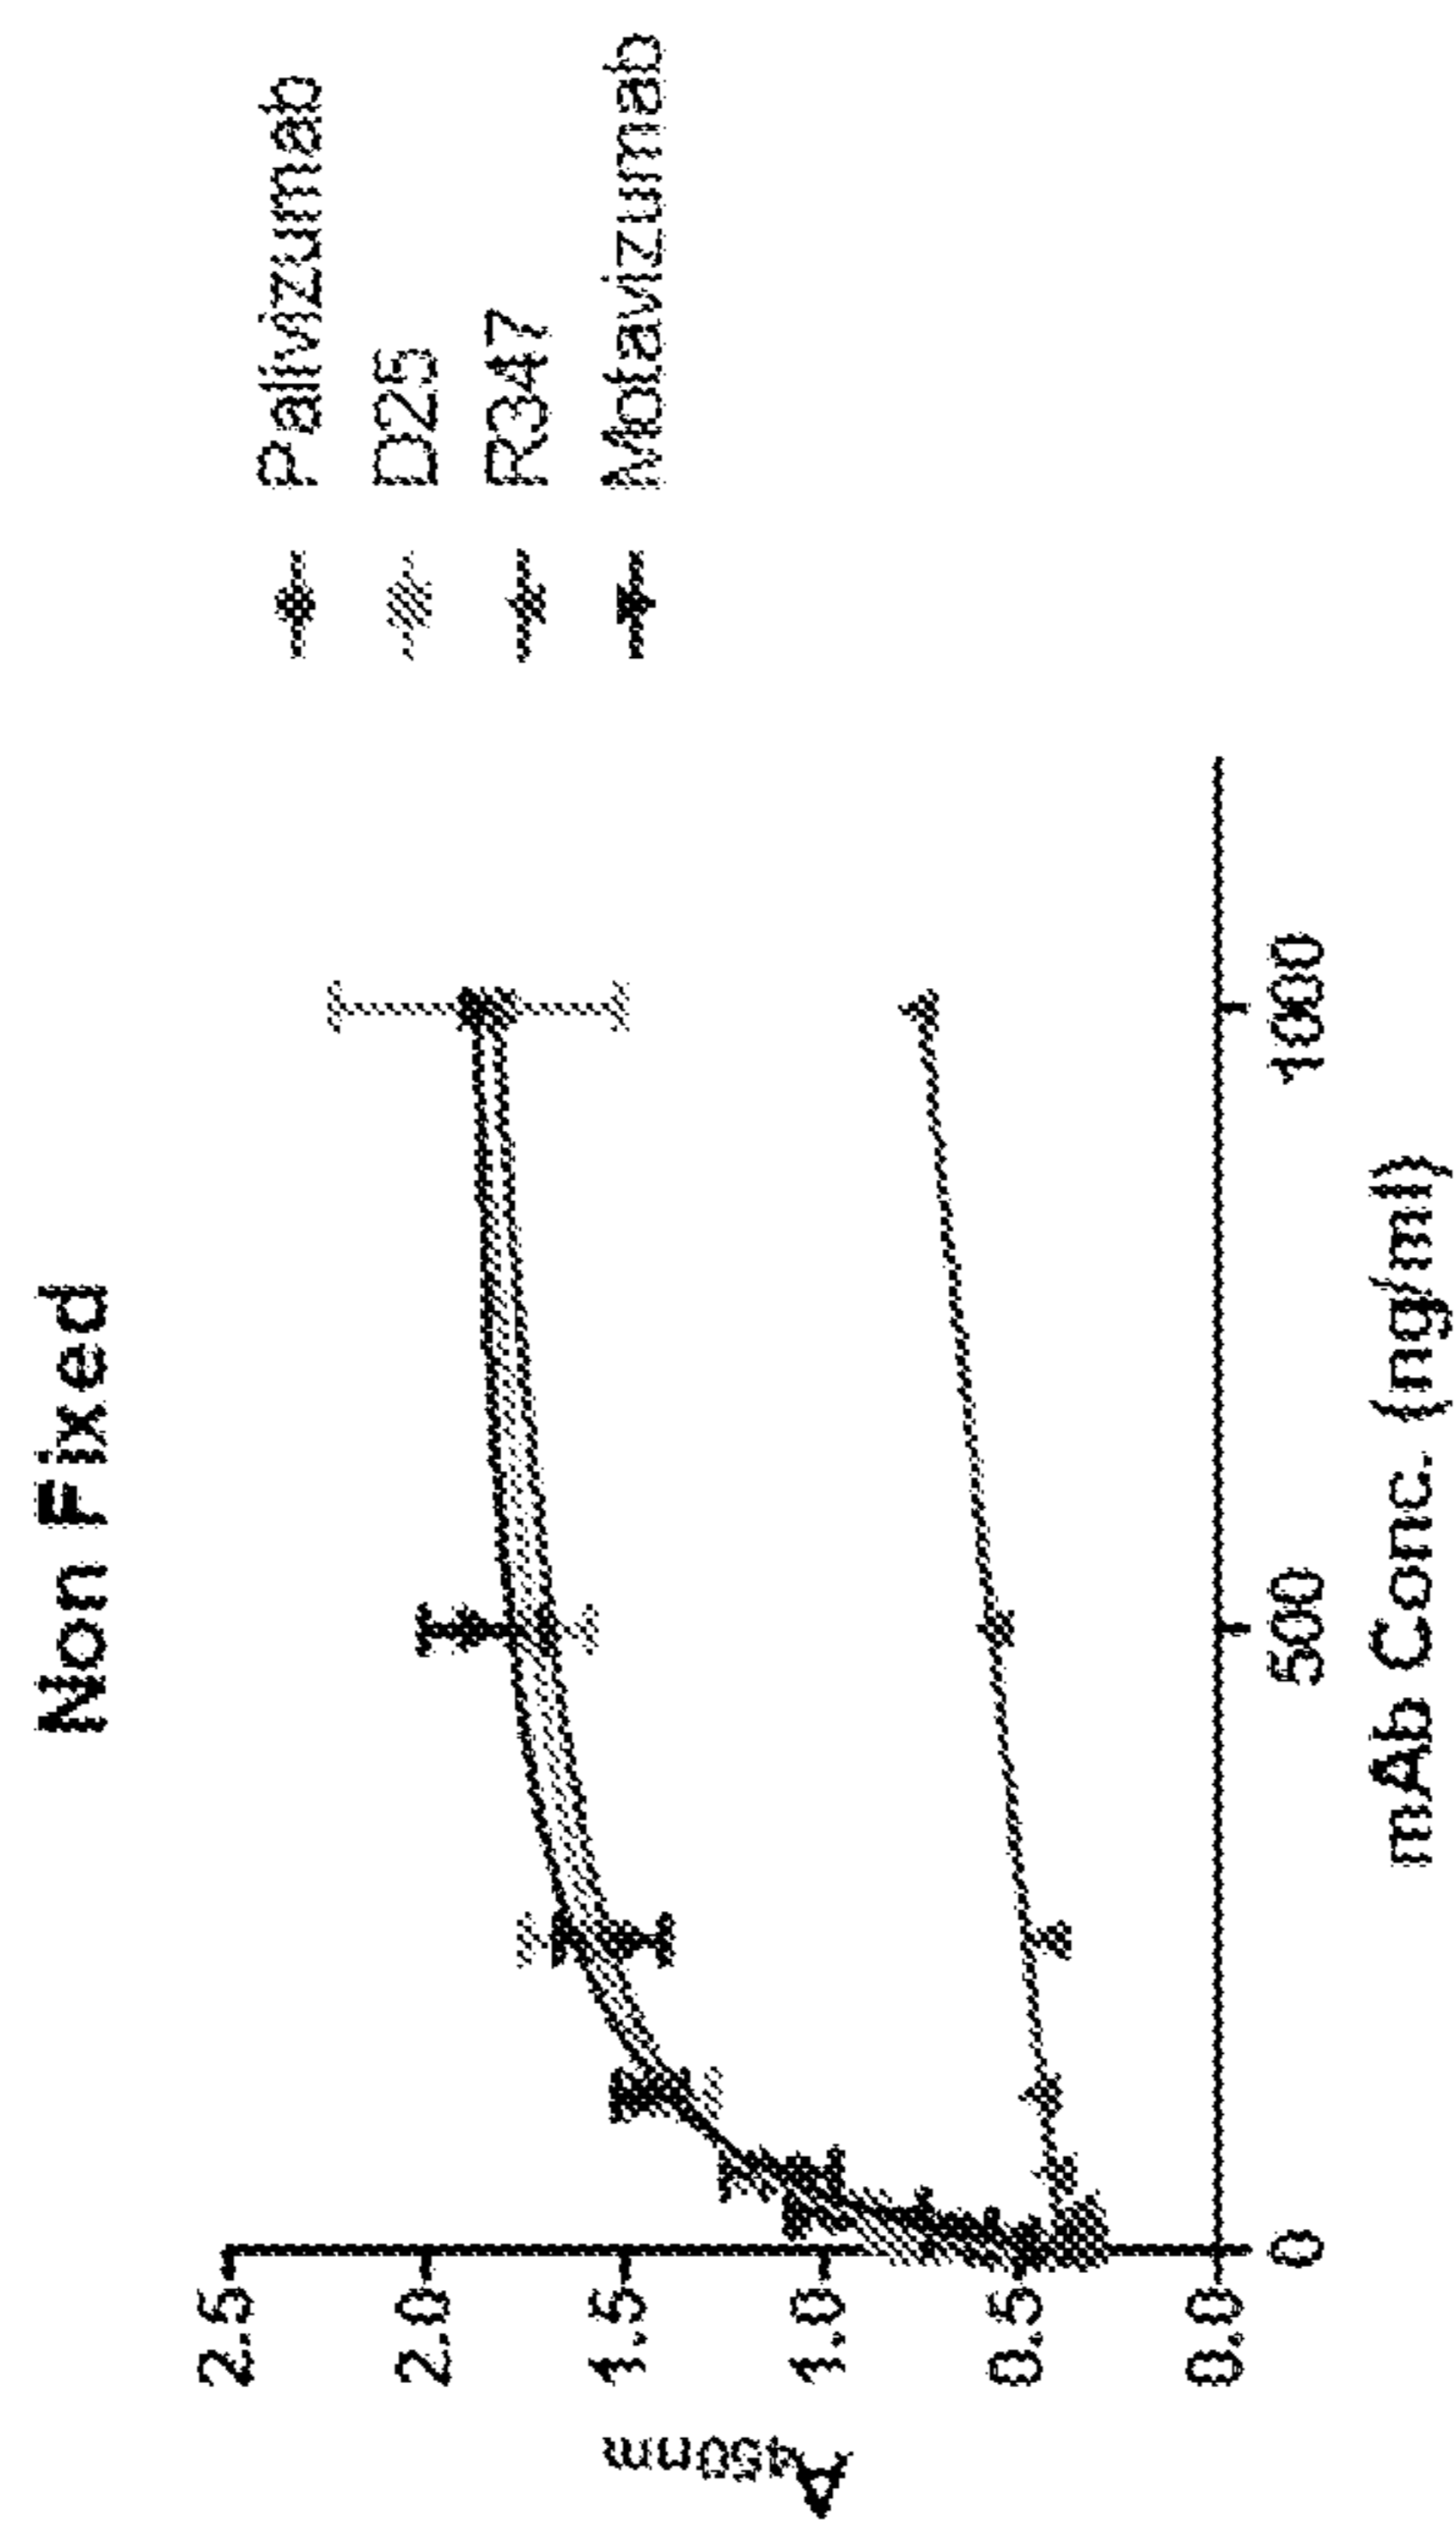 Non Fixed
Palivizumab
D25
R347
Motavizumab
2.5
2.0
1.5
1.0
0.5
0.0
A450nm
0
500
1000
mAb Conc. (ng/ml)